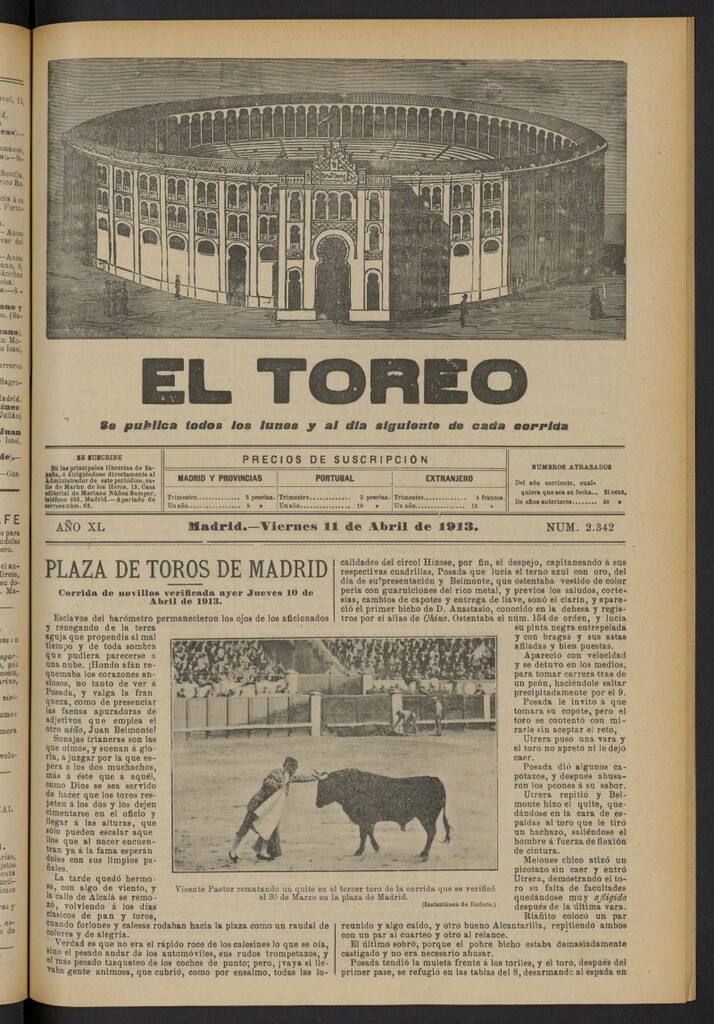 EL TOREO
Se publica todos los lunes y al día siguiente de cada corrida
SE SUSCRIBE
En las principales librerías de Es-
paña, ó dirigiéndose directamente al
Administrador de este periódico, ca-
lle de Martín de los Heros, 13, Casa
editorial de Mariano Núñez Samper,
teléfono 993, Madrid.—Apartado de
correos núm. 63.
PRECIOS DE SUSCRIPCIÓN
MADRID Y PROVINCIAS
Trimestre............... 2 pesetas.
Un año................... 8 »
PORTUGAL
Trimestre............... 3 pesetas.
Un año................... 10 »
EXTRANJERO
Trimestre............... 5 francos.
Un año................... 15 »
NUMEROS ATRASADOS
Del año corriente, cual-
quiera que sea su fecha.. 25 cént.
De años anteriores........ 50 »
AÑO XL
Madrid.—Viernes 11 de Abril de 1913.
NUM. 2.342
PLAZA DE TOROS DE MADRID
Corrida de novillos verificada ayer Jueves 10 de
Abril de 1913.
Esclavos del barómetro permanecieron los ojos de los aficionados
y renegando de la terca
aguja que propendía al mal
tiempo y de toda sombra
que pudiera parecerse á
una nube. ¡Hondo afán re-
quemaba los corazones an-
siosos, no tanto de ver á
Posada, y valga la fran
queza, como de presenciar
las faenas apuradoras de
adjetivos que emplea el
otro niño, Juan Belmonte!
Sonajas trianeras son las
que oímos, y suenan á glo-
ria, á juzgar por la que es-
pera á los dos muchachos,
más á éste que á aquél,
como Dios se sea servido
de hacer que los toros res-
peten á los dos y los dejen
cimentarse en el oficio y
llegar á las alturas, que
sólo pueden escalar aque
llos que al nacer encuen-
tran ya á la fama esperán
doles con sus limpios pa-
ñales.
La tarde quedó hermo-
sa, con algo de viento, y
la calle de Alcalá se remo-
zó, volviendo á los días
clásicos de pan y toros,
cuando forlones y calesas rodaban hacia la plaza como un raudal de
colores y de alegría.
Verdad es que no era el rápido roce de los calesines lo que se oía,
sino el pesando andar de los automóviles, sus rudos trompetazos, y
el más pesado tzaqueteo de los coches de punto; pero, ¡vaya si lle-
vaba gente animosa, que cubrió, como por ensalmo, todas las lo-
Vicente Pastor rematando un quite en el tercer toro de la corrida que se verificó
el 30 de Marzo en la plaza de Madrid.
(Instantánea de Rodero.)
calidades del circo! Hízose, por fin, el despejo, capitaneando á sus
respectivas cuadrillas, Posada que lucía el terno azul con oro, del
día de su presentación y Belmonte, que ostentaba vestido de color
perla con guarniciones del rico metal, y previos los saludos, corte-
sías, cambios de capotes y entrega de llave, sonó el clarín, y apare-
ció el primer bicho de D. Anastasio, conocido en la dehesa y regis-
tros por el alias de Chino. Ostentaba el núm. 154 de orden, y lucía
su pinta negra entrepelada
y con bragas y sus astas
afiladas y bien puestas.
Apareció con velocidad
y se detuvo en los medios,
para tomar carrera tras de
un peón, haciéndole saltar
precipitadamente por el 9.
Posada le invitó á que
tomara su capote, pero el
toro se contentó con mi-
rarle sin aceptar el reto,
Utrera puso una vara y
el toro no apretó ni le dejó
caer.
Posada dió algunos ca-
potazos, y después abusa-
ron los peones á su sabor.
Utrera repitió y Bel-
monte hizo el quite, que-
dándose en la cara de es-
paldas al toro que le tiró
un hachazo, saliéndose el
hombre á fuerza de flexión
de cintura.
Melones chico atizó un
picotazo sin caer y entró
Utrera, demostrando el to-
ro su falta de facultades
quedándose muy afligido
después de la última vara.
Riañito colocó un par
reunido y algo caído, y otro bueno Alcantarilla, repitiendo ambos
con un par al cuarteo y otro al relance.
El último sobró, porque el pobre bicho estaba demasiadamente
castigado y no era necesario abusar.
Posada tendió la muleta frente á los toriles, y el toro, después del
primer pase, se refugió en las tablas del 8, desarmando al espada en